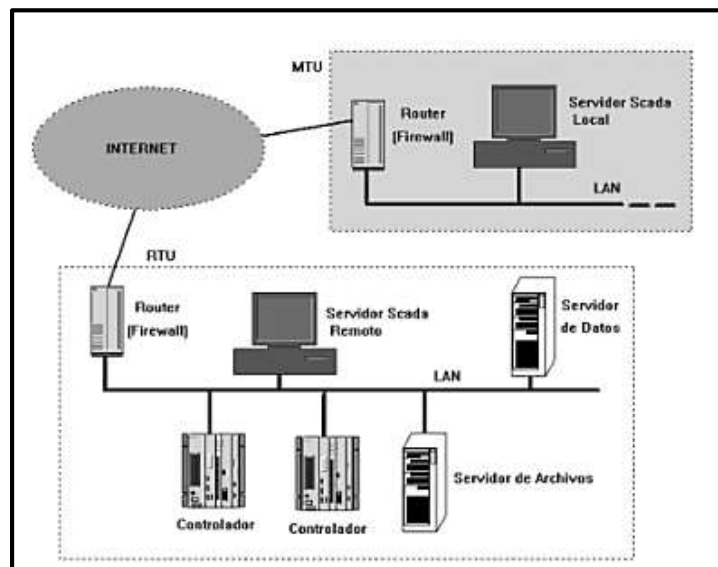 MTU
Servidor Scada
Local
Router
(Firewall)
INTERNET
LAN
RTU
Router
(Firewall)
Servidor Scada
Remoto
Servidor
de Datos
LAN
Servidor de Archivos
Controlador
Controlador